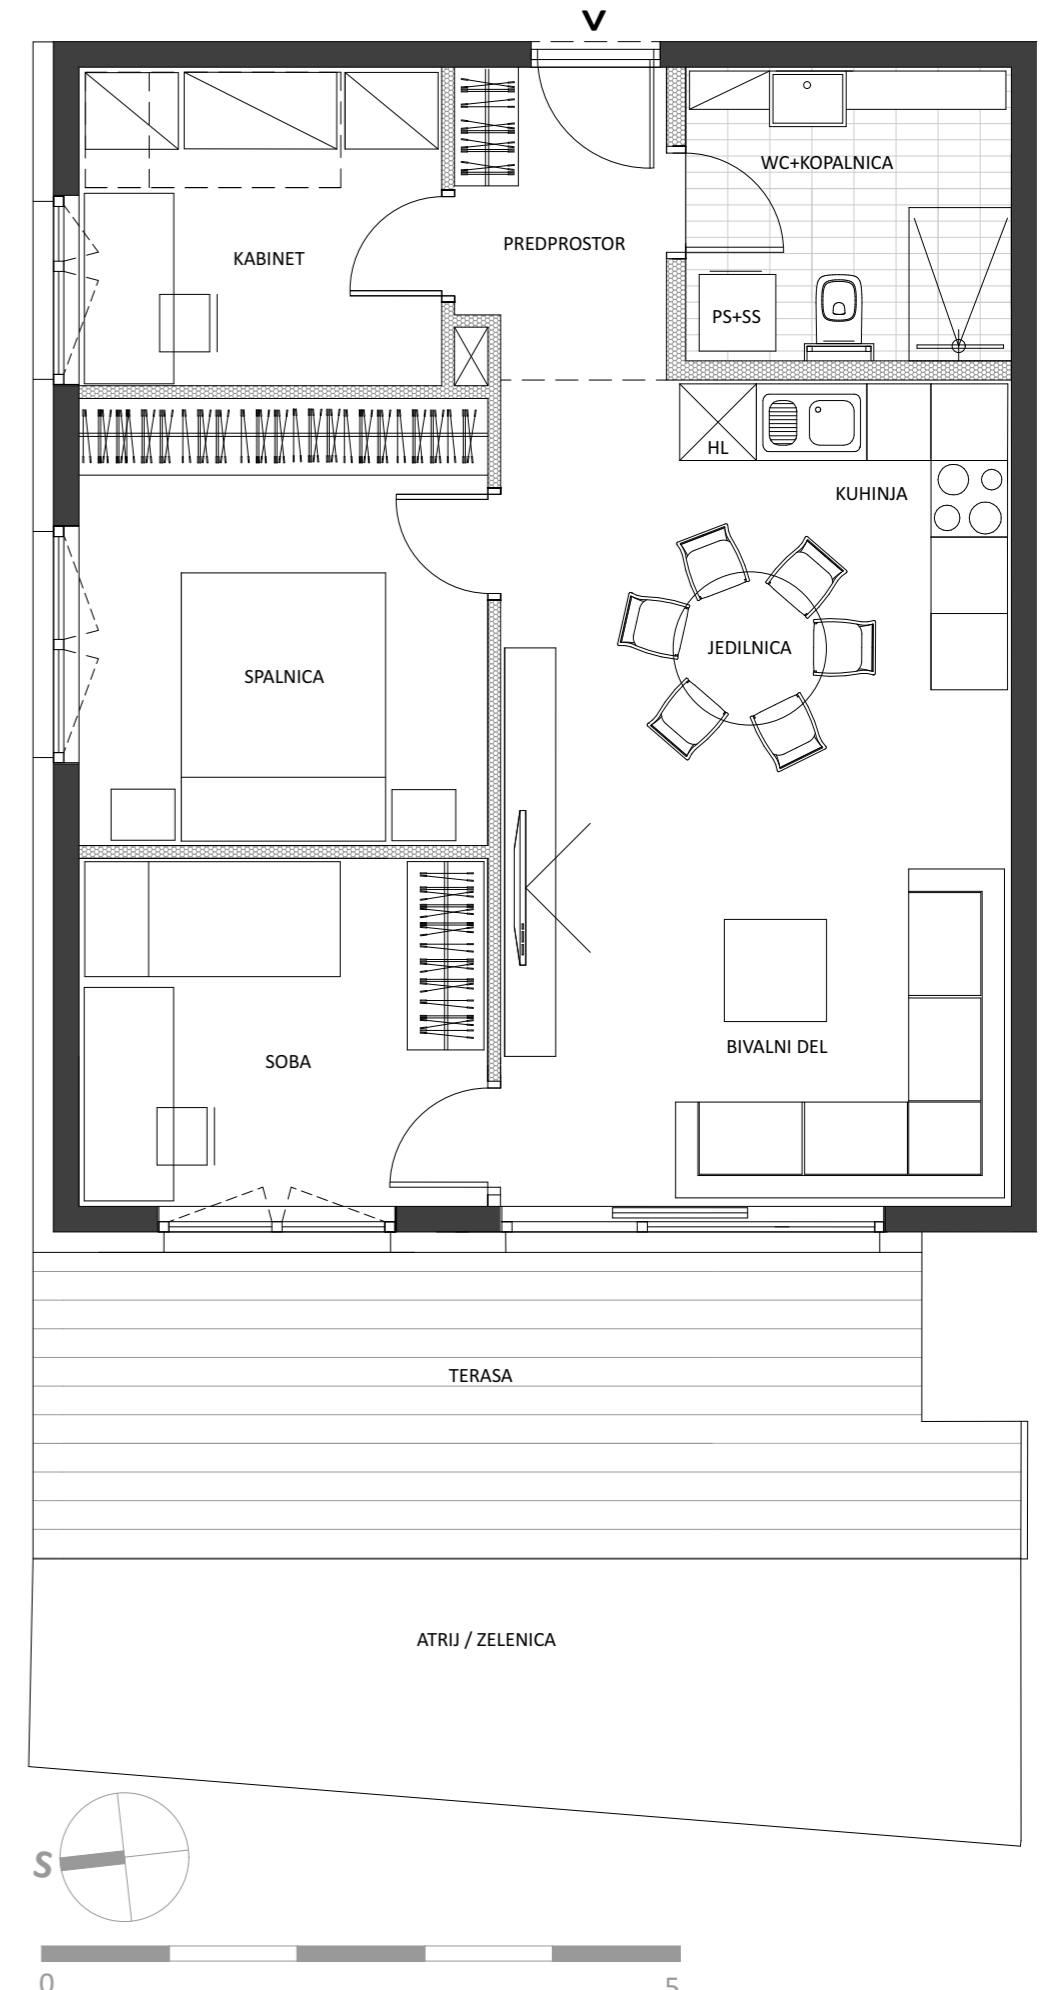 V
WC+KOPALNICA
PREDPROSTOR
KABINET
PS+SS
HL
KUHINJA
JEDILNICA
SPALNICA
BIVALNI DEL
SOBA
TERASA
ATRIJ / ZELENICA
S
0 5